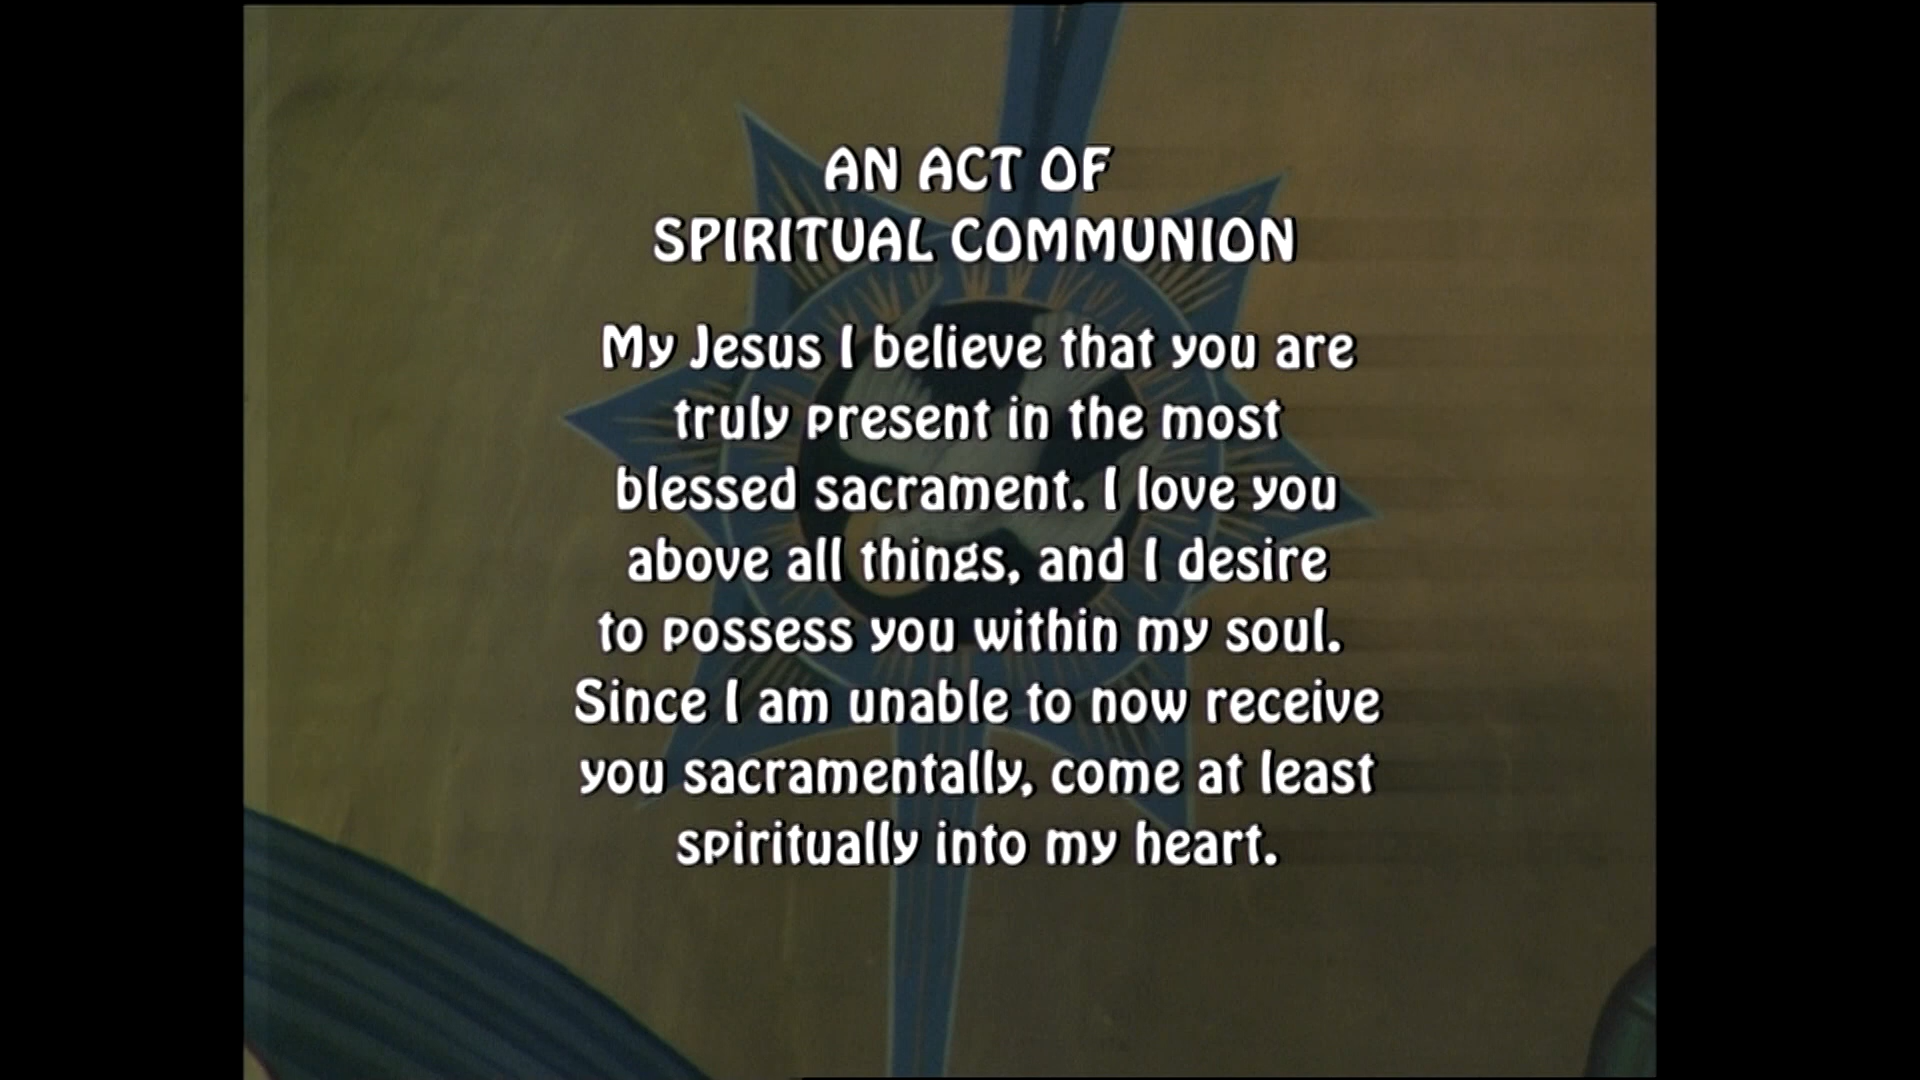 AN ACT OF
SPIRITUAL COMMUNION
My Jesus I believe that you are
truly present in the most
blessed sacrament. I love you
above all things, and I desire
to possess you within my soul.
Since I am unable to now receive
you sacramentally, come at least
spiritually into my heart.